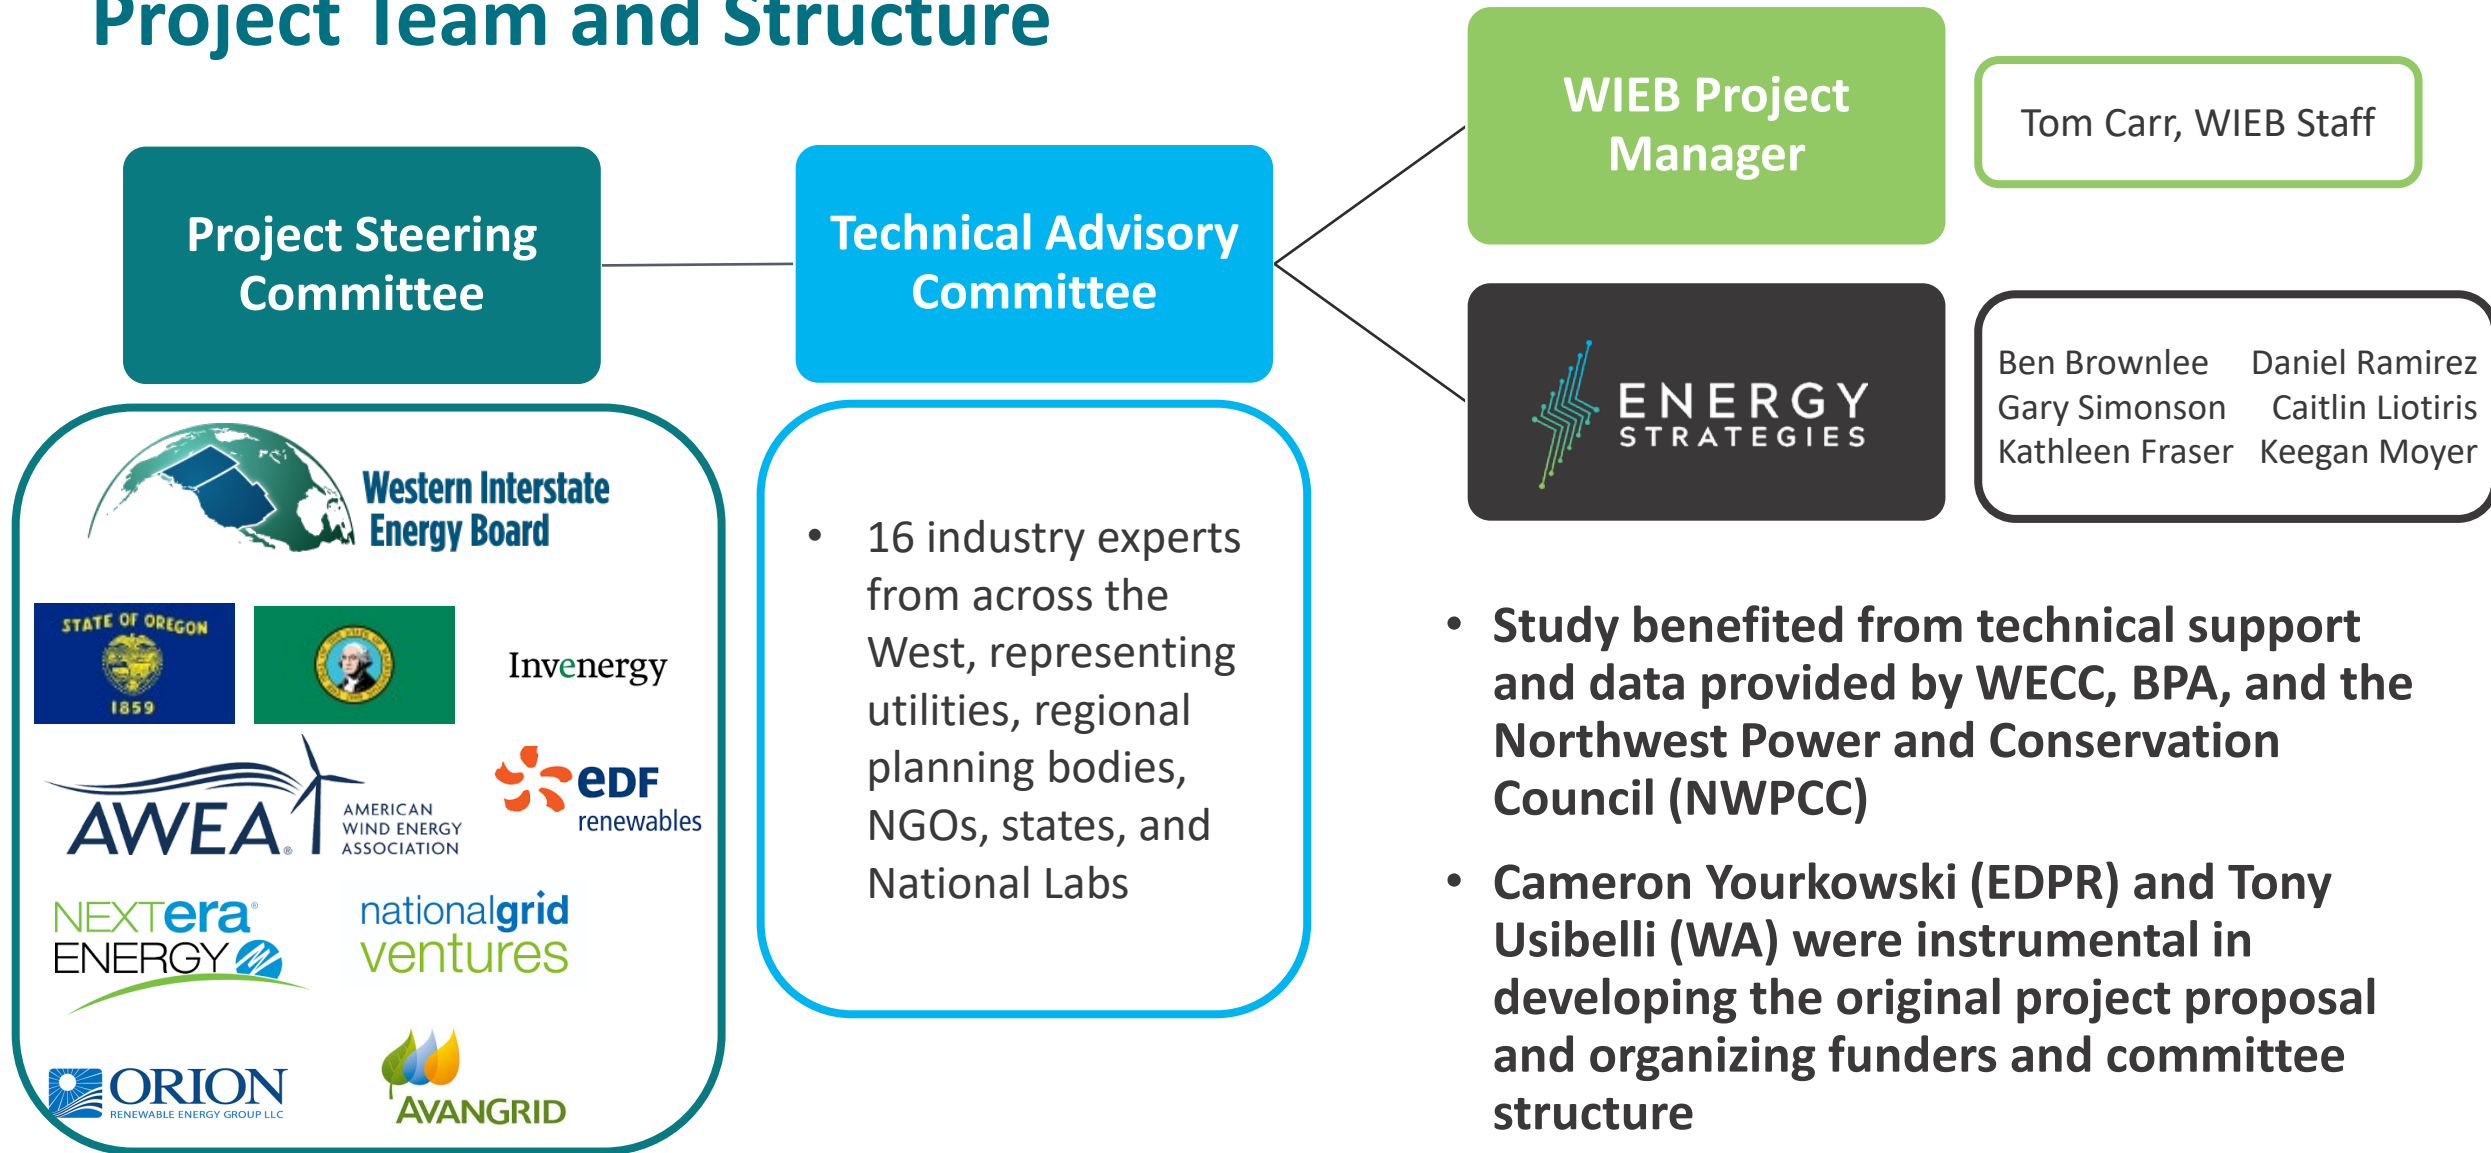 Project Team and Structure
Project Steering
Committee
Technical Advisory
Committee
WIEB Project
Manager
Tom Carr, WIEB Staff
ENERGY
STRATEGIES
Ben Brownlee Daniel Ramirez
Gary Simonson Caitlin Liotiris
Kathleen Fraser Keegan Moyer
Western Interstate
Energy Board
STATE OF OREGON
1859
Invenergy
AWEA®
AMERICAN
WIND ENERGY
ASSOCIATION
eDF
renewables
NEXTera®
ENERGY
nationalgrid
ventures
ORION
RENEWABLE ENERGY GROUP LLC
AVANGRID
• 16 industry experts
from across the
West, representing
utilities, regional
planning bodies,
NGOs, states, and
National Labs
• Study benefited from technical support
and data provided by WECC, BPA, and the
Northwest Power and Conservation
Council (NWPCC)
• Cameron Yourkowski (EDPR) and Tony
Usibelli (WA) were instrumental in
developing the original project proposal
and organizing funders and committee
structure